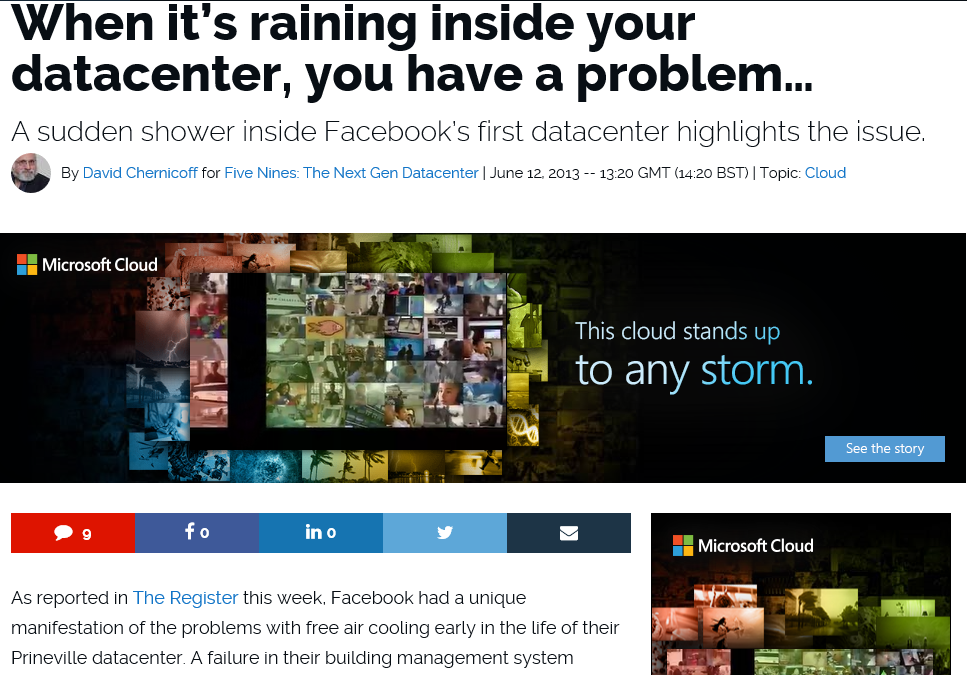 When it’s raining inside your
datacenter, you have a problem...
A sudden shower inside Facebook’s first datacenter highlights the issue.
By David Chernicoff for Five Nines: The Next Gen Datacenter | June 12, 2013 -- 13:20 GMT (14:20 BST) | Topic: Cloud
Microsoft Cloud
This cloud stands up
to any storm.
See the story
9
f 0
in 0
Microsoft Cloud
As reported in The Register this week, Facebook had a unique
manifestation of the problems with free air cooling early in the life of their
Prineville datacenter. A failure in their building management system